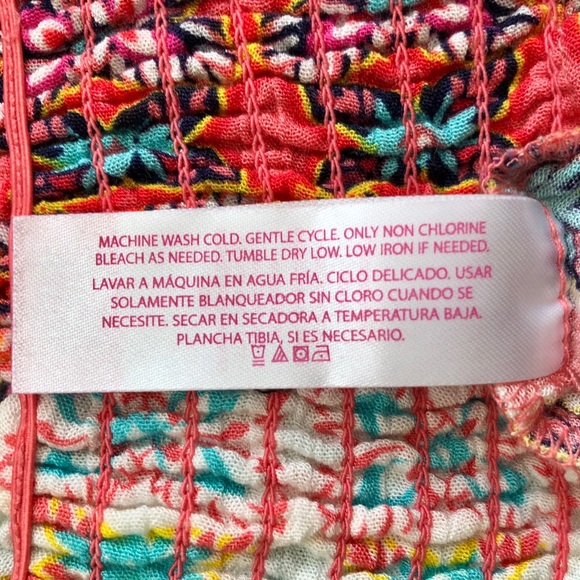 MACHINE WASH COLD. GENTLE CYCLE. ONLY NON CHLORINE
BLEACH AS NEEDED. TUMBLE DRY LOW. LOW IRON IF NEEDED.
LAVAR A MÁQUINA EN AGUA FRÍA. CICLO DELICADO. USAR
SOLAMENTE BLANQUEADOR SIN CLORO CUANDO SE
NECESITE. SECAR EN SECADORA A TEMPERATURA BAJA.
PLANCHA TIBIA, SI ES NECESARIO.